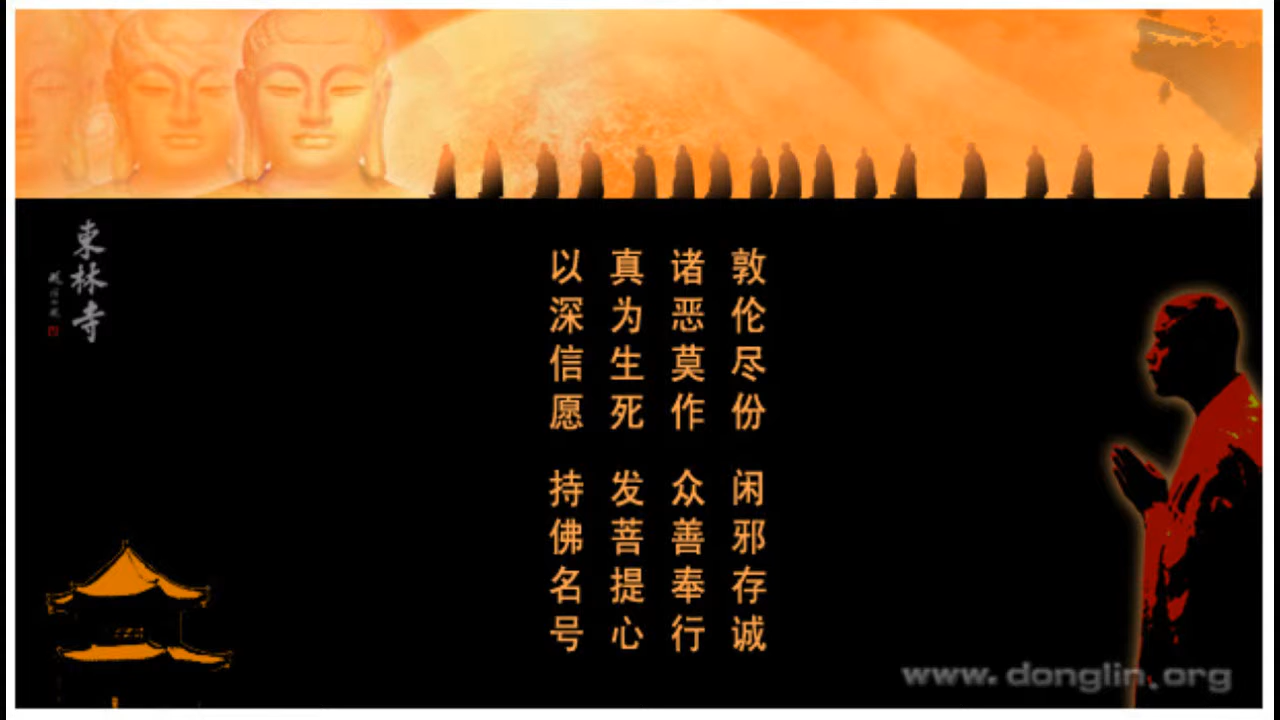 敦伦尽份 闲邪存诚
诸恶莫作 众善奉行
真为生死 发菩提心
以深信愿 持佛名号
東林寺
www.donglin.org